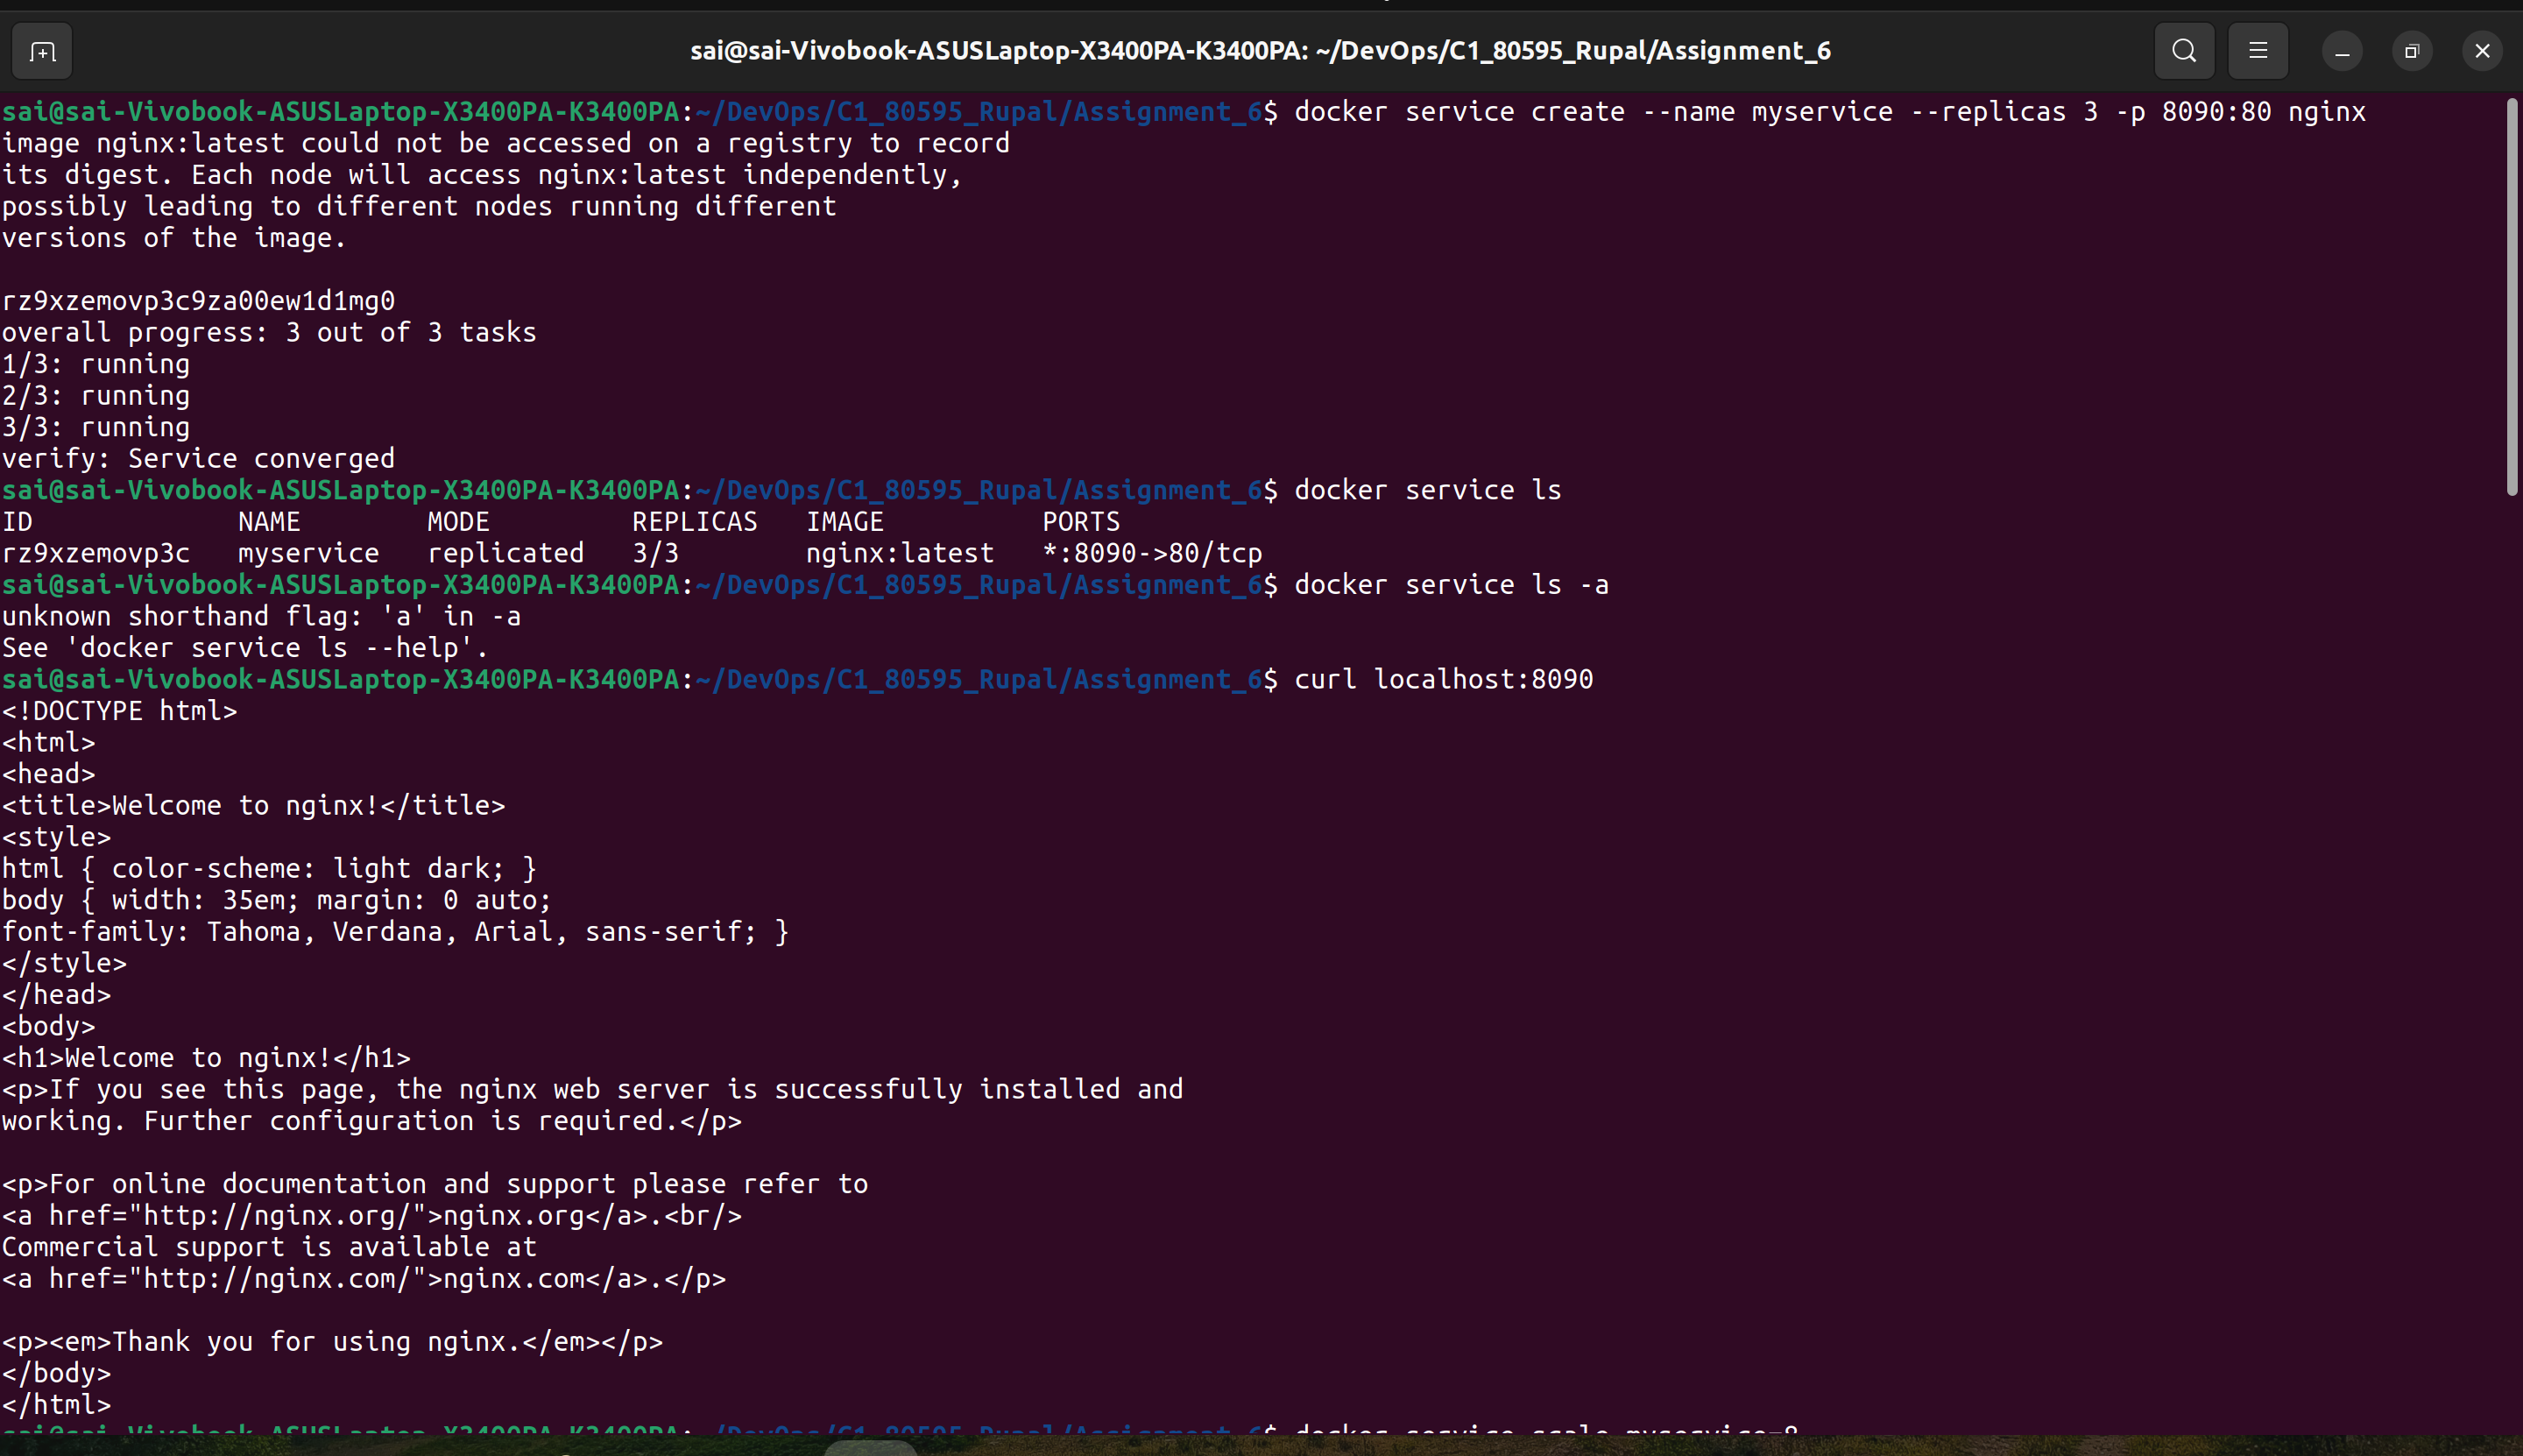 sai@sai-Vivobook-ASUSLaptop-X3400PA-K3400PA: ~/DevOps/C1_80595_Rupal/Assignment_6
sai@sai-Vivobook-ASUSLaptop-X3400PA-K3400PA:~/DevOps/C1_80595_Rupal/Assignment_6$ docker service create --name myservice --replicas 3 -p 8090:80 nginx
image nginx:latest could not be accessed on a registry to record
its digest. Each node will access nginx:latest independently,
possibly leading to different nodes running different
versions of the image.
rz9xzemovp3c9za00ew1d1mg0
overall progress: 3 out of 3 tasks
1/3: running
2/3: running
3/3: running
verify: Service converged
sai@sai-Vivobook-ASUSLaptop-X3400PA-K3400PA:~/DevOps/C1_80595_Rupal/Assignment_6$ docker service ls
ID             NAME        MODE         REPLICAS   IMAGE          PORTS
rz9xzemovp3c   myservice   replicated   3/3        nginx:latest   *:8090->80/tcp
sai@sai-Vivobook-ASUSLaptop-X3400PA-K3400PA:~/DevOps/C1_80595_Rupal/Assignment_6$ docker service ls -a
unknown shorthand flag: 'a' in -a
See 'docker service ls --help'.
sai@sai-Vivobook-ASUSLaptop-X3400PA-K3400PA:~/DevOps/C1_80595_Rupal/Assignment_6$ curl localhost:8090
<!DOCTYPE html>
<html>
<head>
<title>Welcome to nginx!</title>
<style>
html { color-scheme: light dark; }
body { width: 35em; margin: 0 auto;
font-family: Tahoma, Verdana, Arial, sans-serif; }
</style>
</head>
<body>
<h1>Welcome to nginx!</h1>
<p>If you see this page, the nginx web server is successfully installed and
working. Further configuration is required.</p>
<p>For online documentation and support please refer to
<a href="http://nginx.org/">nginx.org</a>.<br/>
Commercial support is available at
<a href="http://nginx.com/">nginx.com</a>.</p>
<p><em>Thank you for using nginx.</em></p>
</body>
</html>
sai@sai-Vivobook-ASUSLaptop-X3400PA-K3400PA:~/DevOps/C1_80595_Rupal/Assignment_6$ docker service scale